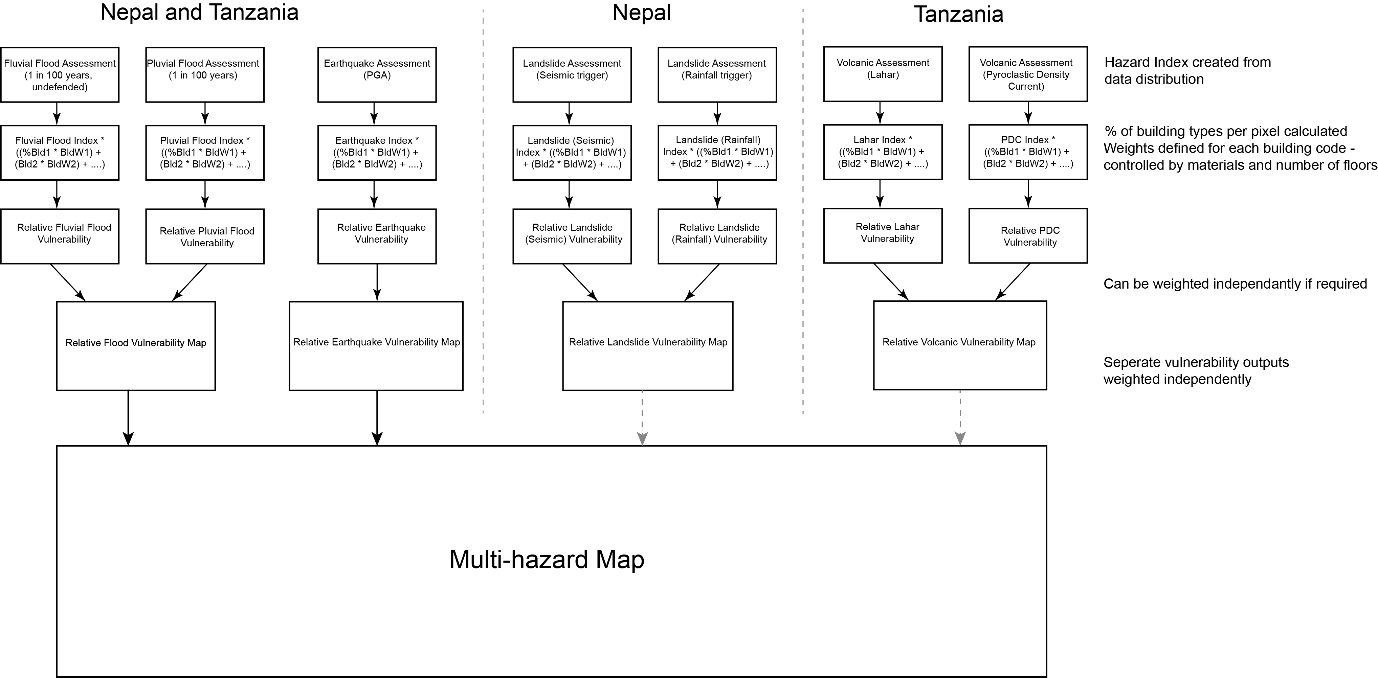 Nepal and Tanzania
Nepal
Tanzania
Fluvial Flood Assessment
(1 in 100 years,
undefended)
Pluvial Flood Assessment
(1 in 100 years)
Earthquake Assessment
(PGA)
Landslide Assessment
(Seismic trigger)
Landslide Assessment
(Rainfall trigger)
Volcanic Assessment
(Lahar)
Volcanic Assessment
(Pyroclastic Density
Current)
Hazard Index created from
data distribution
Fluvial Flood Index *
((%Bld1 * BldW1) +
(Bld2 * BldW2) + ....)
Pluvial Flood Index *
((%Bld1 * BldW1) +
(Bld2 * BldW2) + ....)
Earthquake Index *
((%Bld1 * BldW1) +
(Bld2 * BldW2) + ....)
Landslide (Seismic)
Index * ((%Bld1 * BldW1)
+ (Bld2 * BldW2) + ....)
Landslide (Rainfall)
Index * ((%Bld1 * BldW1)
+ (Bld2 * BldW2) + ....)
Lahar Index *
((%Bld1 * BldW1) +
(Bld2 * BldW2) + ....)
PDC Index *
((%Bld1 * BldW1) +
(Bld2 * BldW2) + ....)
% of building types per pixel calculated
Weights defined for each building code -
controlled by materials and number of floors
Relative Fluvial Flood
Vulnerability
Relative Pluvial Flood
Vulnerability
Relative Earthquake
Vulnerability
Relative Landslide
(Seismic) Vulnerability
Relative Landslide
(Rainfall) Vulnerability
Relative Lahar
Vulnerability
Relative PDC
Vulnerability
Can be weighted independantly if required
Relative Flood Vulnerability Map
Relative Earthquake Vulnerability Map
Relative Landslide Vulnerability Map
Relative Volcanic Vulnerability Map
Seperate vulnerability outputs
weighted independently
Multi-hazard Map